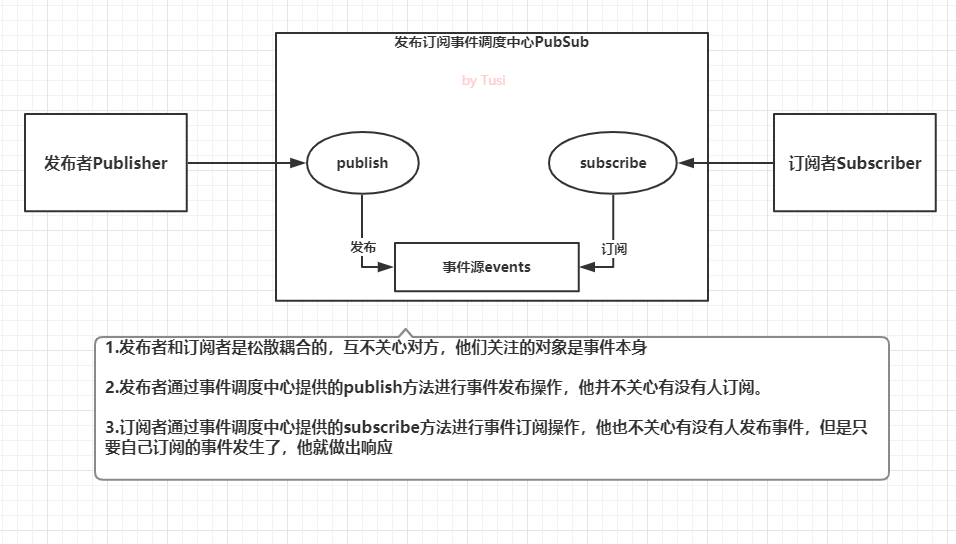 发布订阅事件调度中心PubSub
by Tusi
发布者Publisher
publish
subscribe
订阅者Subscriber
发布
订阅
事件源events
1.发布者和订阅者是松散耦合的，互不关心对方，他们关注的对象是事件本身
2.发布者通过事件调度中心提供的publish方法进行事件发布操作，他并不关心有没有人订阅。
3.订阅者通过事件调度中心提供的subscribe方法进行事件订阅操作，他也不关心有没有人发布事件，但是只
要自己订阅的事件发生了，他就做出响应